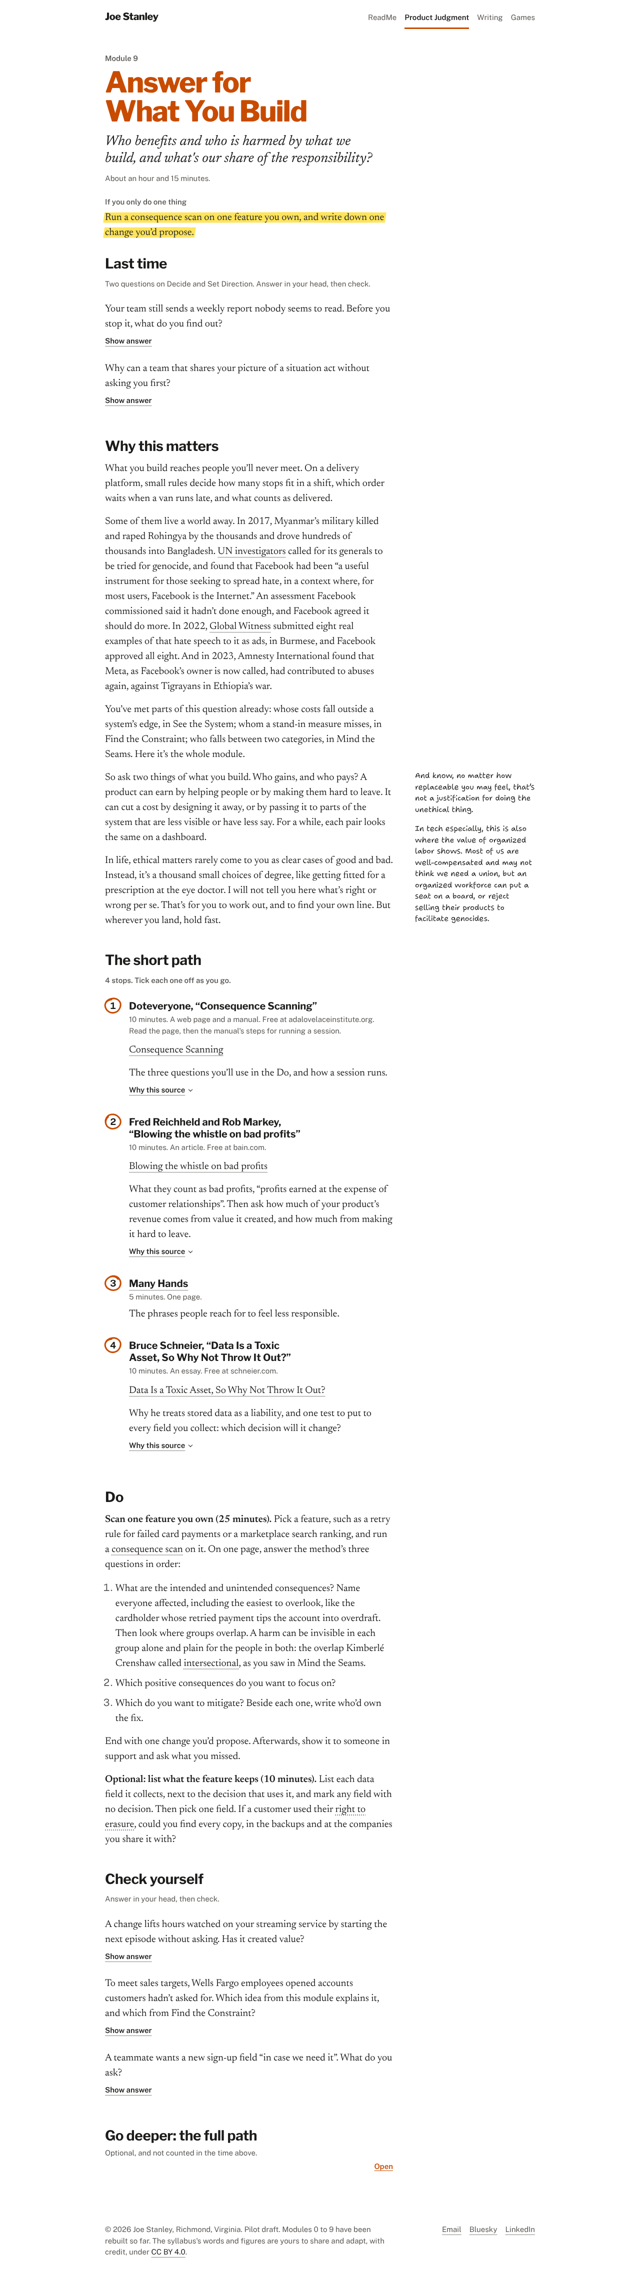 Joe Stanley
ReadMe Product Judgment Writing Games
Module 9
Answer for
What You Build
Who benefits and who is harmed by what we
build, and what's our share of the responsibility?
About an hour and 15 minutes.
If you only do one thing
Run a consequence scan on one feature you own, and write down one
change you'd propose.
Last time
Two questions on Decide and Set Direction. Answer in your head, then check.
Your team still sends a weekly report nobody seems to read. Before you
stop it, what do you find out?
Show answer
Why can a team that shares your picture of a situation act without
asking you first?
Show answer
Why this matters
What you build reaches people you'll never meet. On a delivery
platform, small rules decide how many stops fit in a shift, which order
waits when a van runs late, and what counts as delivered.
Some of them live a world away. In 2017, Myanmar's military killed
and raped Rohingya by the thousands and drove hundreds of
thousands into Bangladesh. UN investigators called for its generals to
be tried for genocide, and found that Facebook had been “a useful
instrument for those seeking to spread hate, in a context where, for
most users, Facebook is the Internet.” An assessment Facebook
commissioned said it hadn't done enough, and Facebook agreed it
should do more. In 2022, Global Witness submitted eight real
examples of that hate speech to it as ads, in Burmese, and Facebook
approved all eight. And in 2023, Amnesty International found that
Meta, as Facebook's owner is now called, had contributed to abuses
again, against Tigrayans in Ethiopia's war.
You've met parts of this question already: whose costs fall outside a
system's edge, in See the System; whom a stand-in measure misses, in
Find the Constraint; who falls between two categories, in Mind the
Seams. Here it's the whole module.
So ask two things of what you build. Who gains, and who pays? A
product can earn by helping people or by making them hard to leave. It
can cut a cost by designing it away, or by passing it to parts of the
system that are less visible or have less say. For a while, each pair looks
the same on a dashboard.
And know, no matter how
replaceable you may feel, that's
not a justification for doing the
unethical thing.
In tech especially, this is also
where the value of organized
labor shows. Most of us are
well-compensated and may not
think we need a union, but an
organized workforce can put a
seat on a board, or reject
selling their products to
facilitate genocides.
In life, ethical matters rarely come to you as clear cases of good and bad.
Instead, it's a thousand small choices of degree, like getting fitted for a
prescription at the eye doctor. I will not tell you here what's right or
wrong per se. That's for you to work out, and to find your own line. But
wherever you land, hold fast.
The short path
4 stops. Tick each one off as you go.
1 Doteveryone, “Consequence Scanning”
10 minutes. A web page and a manual. Free at adalovelaceinstitute.org.
Read the page, then the manual's steps for running a session.
Consequence Scanning
The three questions you'll use in the Do, and how a session runs.
Why this source
2 Fred Reichheld and Rob Markey,
“Blowing the whistle on bad profits”
10 minutes. An article. Free at bain.com.
Blowing the whistle on bad profits
What they count as bad profits, “profits earned at the expense of
customer relationships”. Then ask how much of your product's
revenue comes from value it created, and how much from making
it hard to leave.
Why this source
3 Many Hands
5 minutes. One page.
The phrases people reach for to feel less responsible.
4 Bruce Schneier, “Data Is a Toxic
Asset, So Why Not Throw It Out?”
10 minutes. An essay. Free at schneier.com.
Data Is a Toxic Asset, So Why Not Throw It Out?
Why he treats stored data as a liability, and one test to put to
every field you collect: which decision will it change?
Why this source
Do
Scan one feature you own (25 minutes). Pick a feature, such as a retry
rule for failed card payments or a marketplace search ranking, and run
a consequence scan on it. On one page, answer the method's three
questions in order:
1. What are the intended and unintended consequences? Name
everyone affected, including the easiest to overlook, like the
cardholder whose retried payment tips the account into overdraft.
Then look where groups overlap. A harm can be invisible in each
group alone and plain for the people in both: the overlap Kimberlé
Crenshaw called intersectional, as you saw in Mind the Seams.
2. Which positive consequences do you want to focus on?
3. Which do you want to mitigate? Beside each one, write who'd own
the fix.
End with one change you'd propose. Afterwards, show it to someone in
support and ask what you missed.
Optional: list what the feature keeps (10 minutes). List each data
field it collects, next to the decision that uses it, and mark any field with
no decision. Then pick one field. If a customer used their right to
erasure, could you find every copy, in the backups and at the companies
you share it with?
Check yourself
Answer in your head, then check.
A change lifts hours watched on your streaming service by starting the
next episode without asking. Has it created value?
Show answer
To meet sales targets, Wells Fargo employees opened accounts
customers hadn't asked for. Which idea from this module explains it,
and which from Find the Constraint?
Show answer
A teammate wants a new sign-up field “in case we need it”. What do you
ask?
Show answer
Go deeper: the full path
Optional, and not counted in the time above.
Open
© 2026 Joe Stanley, Richmond, Virginia. Pilot draft. Modules 0 to 9 have been
rebuilt so far. The syllabus's words and figures are yours to share and adapt, with
credit, under CC BY 4.0.
Email Bluesky LinkedIn